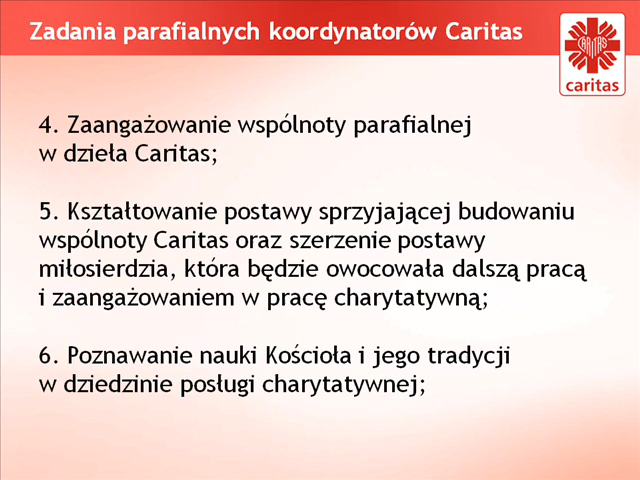 Zadania parafialnych koordynatorów Caritas
CARITAS
caritas
4. Zaangażowanie wspólnoty parafialnej
w dzieła Caritas;
5. Kształtowanie postawy sprzyjającej budowaniu
wspólnoty Caritas oraz szerzenie postawy
miłosierdzia, która będzie owocowała dalszą pracą
i zaangażowaniem w pracę charytatywną;
6. Poznawanie nauki Kościoła i jego tradycji
w dziedzinie posługi charytatywnej;